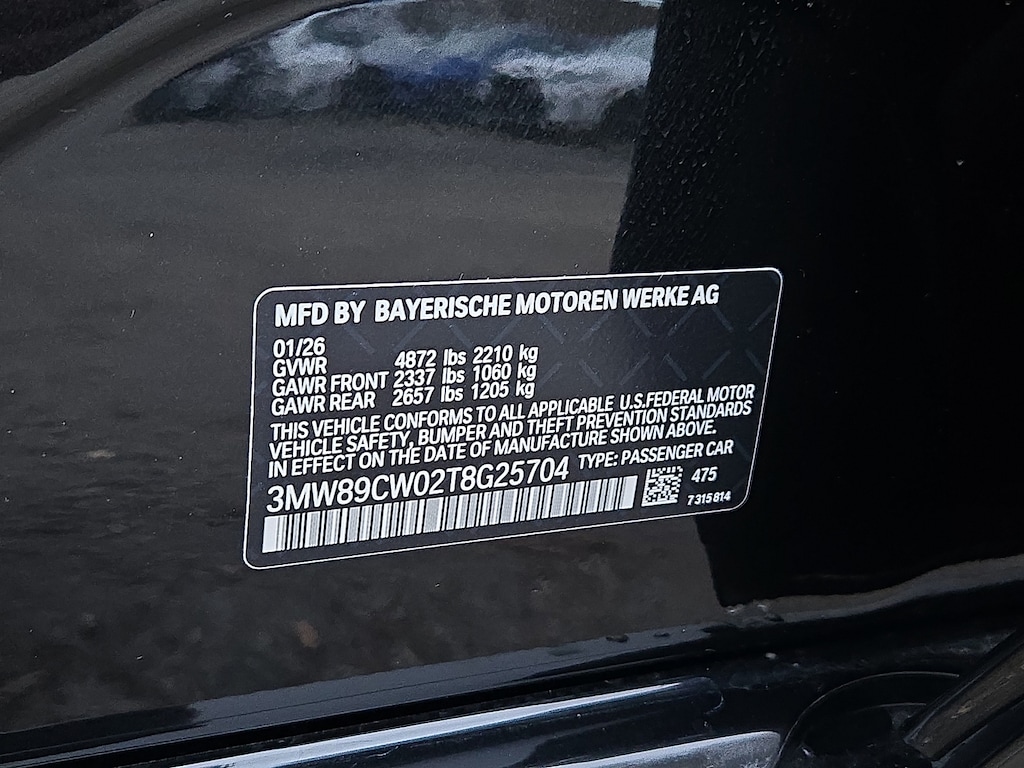 MFD BY BAYERISCHE MOTOREN WERKE AG
01/26
GVWR 4872 lbs 2210 kg
GAWR FRONT 2337 lbs 1060 kg
GAWR REAR 2657 lbs 1205 kg
THIS VEHICLE CONFORMS TO ALL APPLICABLE U.S.FEDERAL MOTOR
VEHICLE SAFETY, BUMPER AND THEFT PREVENTION STANDARDS
IN EFFECT ON THE DATE OF MANUFACTURE SHOWN ABOVE.
3MW89CW02T8G25704 TYPE: PASSENGER CAR
475
7 315 814